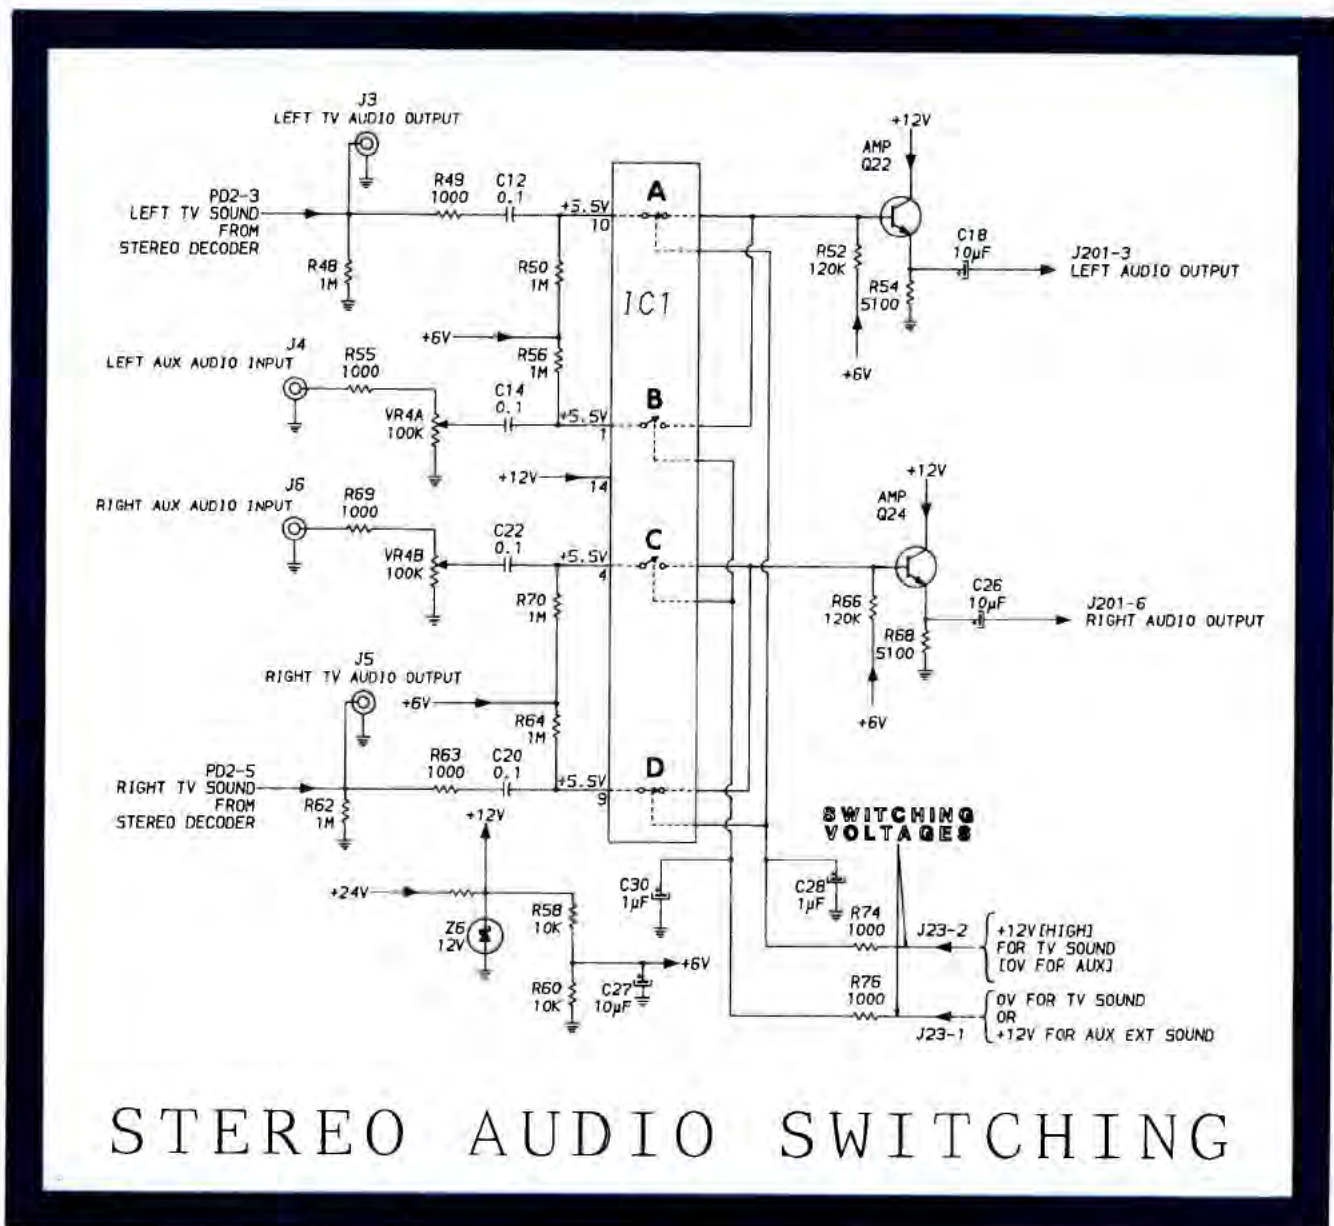 J3
LEFT TV AUDIO OUTPUT
PD2-3
LEFT TV SOUND
FROM
STEREO DECODER
R48
1M
R49
1000
C12
0.1
+5.5V
10
A
R50
1M
IC1
+6V
R56
1M
+12V
AMP
Q22
R52
120K
+6V
R54
5100
C18
10µF
J201-3
LEFT AUDIO OUTPUT
J4
LEFT AUX AUDIO INPUT
R55
1000
VR4A
100K
C14
0.1
+5.5V
1
B
+12V
14
J6
RIGHT AUX AUDIO INPUT
R69
1000
VR4B
100K
C22
0.1
+5.5V
4
C
R70
1M
+12V
AMP
Q24
R66
120K
+6V
R68
5100
C26
10µF
J201-6
RIGHT AUDIO OUTPUT
J5
RIGHT TV AUDIO OUTPUT
+6V
R64
1M
PD2-5
RIGHT TV SOUND
FROM
STEREO DECODER
R62
1M
R63
1000
C20
0.1
+5.5V
9
D
+12V
+24V
Z6
12V
R58
10K
R60
10K
C27
10µF
+6V
C30
1µF
C28
1µF
SWITCHING
VOLTAGES
R74
1000
J23-2
+12V[HIGH]
FOR TV SOUND
[0V FOR AUX]
R76
1000
J23-1
0V FOR TV SOUND
OR
+12V FOR AUX EXT SOUND
STEREO AUDIO SWITCHING